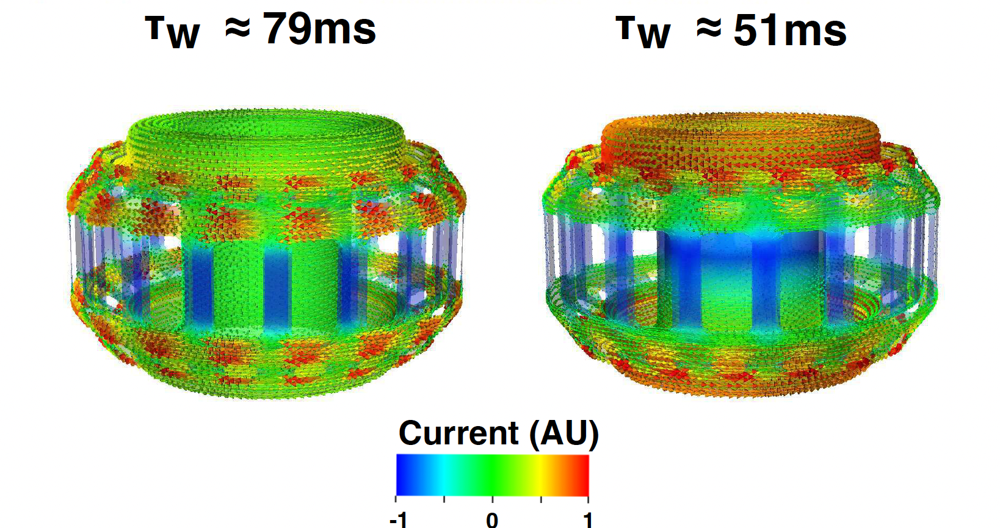 τw ≈ 79ms τw ≈ 51ms
Current (AU)
-1 0 1